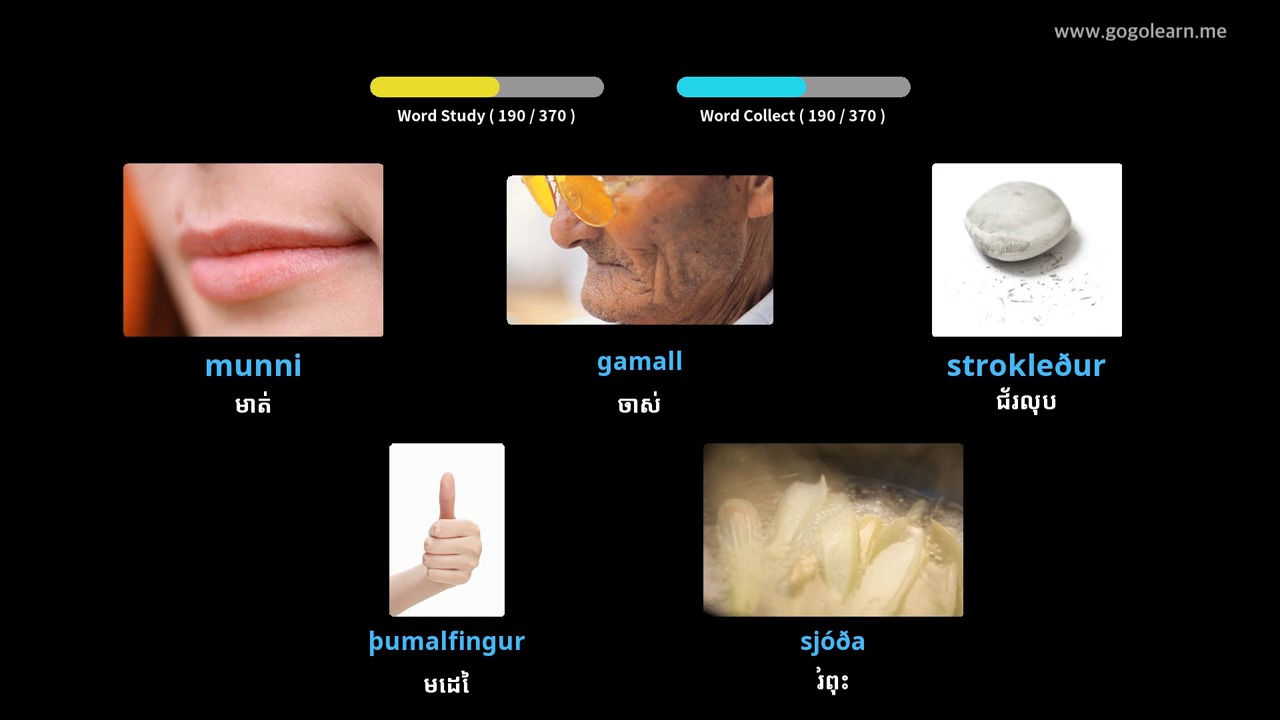 www.gogolearn.me
Word Study ( 190 / 370 )
Word Collect ( 190 / 370 )
munni
gamall
strokleður
មាត់
ចាស់
ជ័រលុប
þumalfingur
sjóða
មេដៃ
រំពុះ